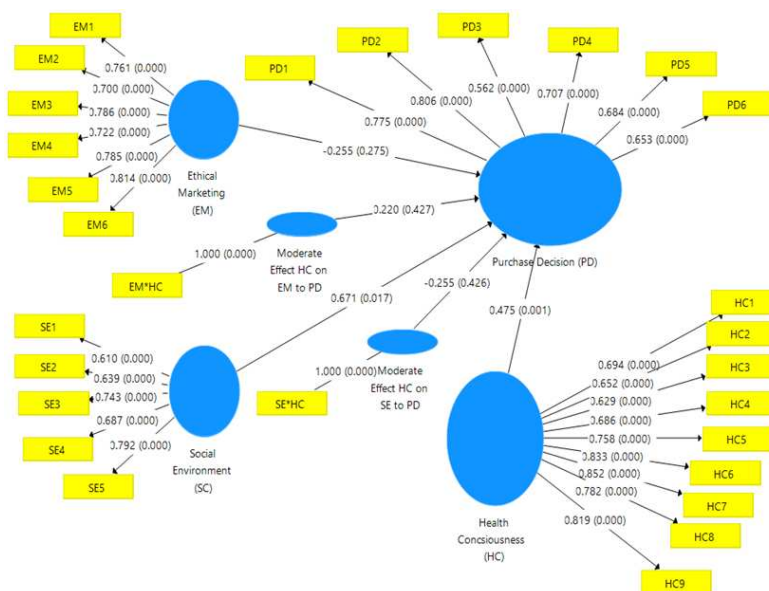 EM1
EM2
EM3
EM4
EM5
EM6
0.761 (0.000)
0.700 (0.000)
0.786 (0.000)
0.722 (0.000)
0.785 (0.000)
0.814 (0.000)
Ethical
Marketing
(EM)
PD1
PD2
PD3
PD4
PD5
PD6
0.775 (0.000)
0.806 (0.000)
0.562 (0.000)
0.707 (0.000)
0.684 (0.000)
0.653 (0.000)
-0.255 (0.275)
Purchase Decision (PD)
0.220 (0.427)
1.000 (0.000)
EM*HC
Moderate
Effect HC on
EM to PD
0.671 (0.017)
-0.255 (0.426)
0.475 (0.001)
SE1
SE2
SE3
SE4
SE5
0.610 (0.000)
0.639 (0.000)
0.743 (0.000)
0.687 (0.000)
0.792 (0.000)
Social
Environment
(SC)
1.000 (0.000)
SE*HC
Moderate
Effect HC on
SE to PD
HC1
HC2
HC3
HC4
HC5
HC6
HC7
HC8
HC9
0.694 (0.000)
0.652 (0.000)
0.629 (0.000)
0.686 (0.000)
0.758 (0.000)
0.833 (0.000)
0.852 (0.000)
0.782 (0.000)
0.819 (0.000)
Health
Concsiousness
(HC)